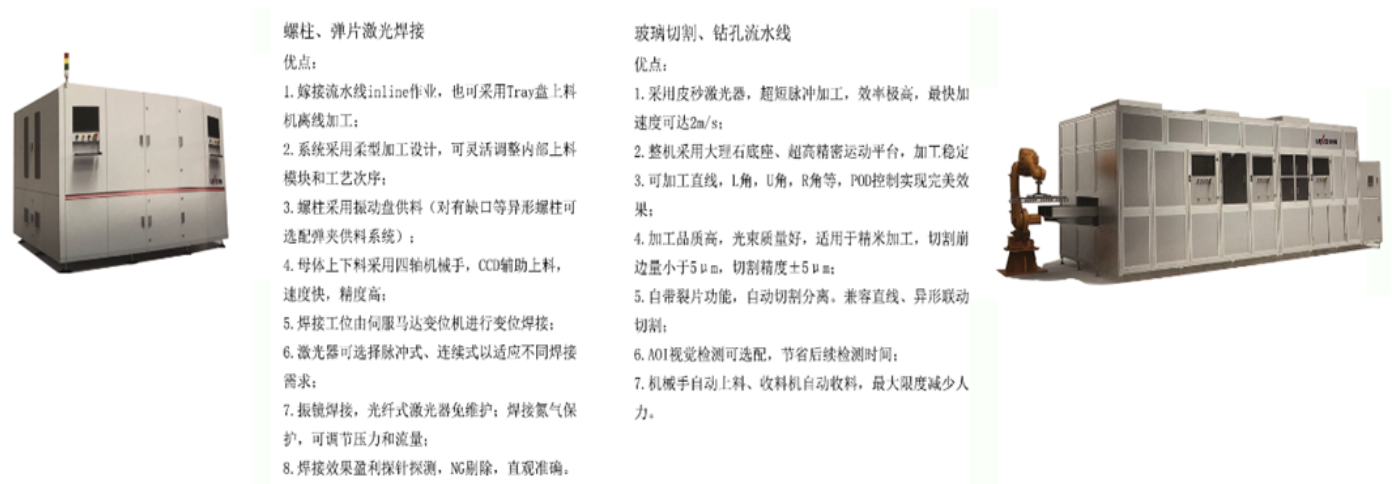 螺柱、弹片激光焊接
优点：
1.嫁接流水线inline作业，也可采用Tray盘上料
机离线加工；
2.系统采用柔型加工设计，可灵活调整内部上料
模块和工艺次序；
3.螺柱采用振动盘供料（对有缺口等异形螺柱可
选配弹夹供料系统）；
4.母体上下料采用四轴机械手，CCD辅助上料，
速度快，精度高；
5.焊接工位由伺服马达变位机进行变位焊接；
6.激光器可选择脉冲式、连续式以适应不同焊接
需求；
7.振镜焊接，光纤式激光器免维护；焊接氮气保
护，可调节压力和流量；
8.焊接效果盈利探针探测，NG剔除，直观准确。
玻璃切割、钻孔流水线
优点：
1.采用皮秒激光器，超短脉冲加工，效率极高，最快加
速度可达2m/s；
2.整机采用大理石底座、超高精密运动平台，加工稳定
3.可加工直线，L角，U角，R角等，POD控制实现完美效
果；
4.加工品质高，光束质量好，适用于精米加工，切割崩
边量小于5μm，切割精度±5μm；
5.自带裂片功能，自动切割分离。兼容直线、异形联动
切割；
6.AOI视觉检测可选配，节省后续检测时间；
7.机械手自动上料、收料机自动收料，最大限度减少人
力。